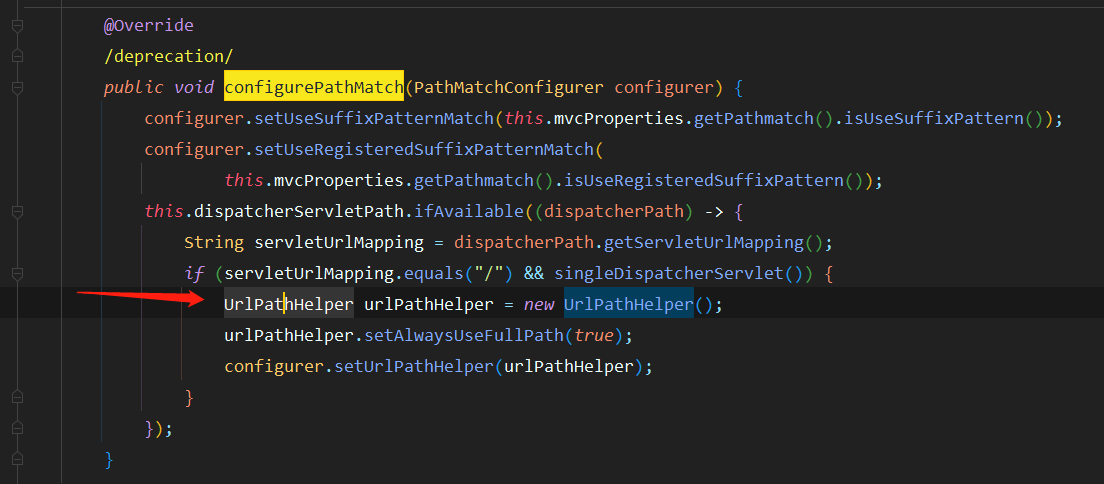 @Override
/deprecation/
public void configurePathMatch(PathMatchConfigurer configurer) {
configurer.setUseSuffixPatternMatch(this.mvcProperties.getPathmatch().isUseSuffixPattern());
configurer.setUseRegisteredSuffixPatternMatch(
this.mvcProperties.getPathmatch().isUseRegisteredSuffixPattern());
this.dispatcherServletPath.ifAvailable((dispatcherPath) -> {
String servletUrlMapping = dispatcherPath.getServletUrlMapping();
if (servletUrlMapping.equals("/") && singleDispatcherServlet()) {
UrlPathHelper urlPathHelper = new UrlPathHelper();
urlPathHelper.setAlwaysUseFullPath(true);
configurer.setUrlPathHelper(urlPathHelper);
}
});
}